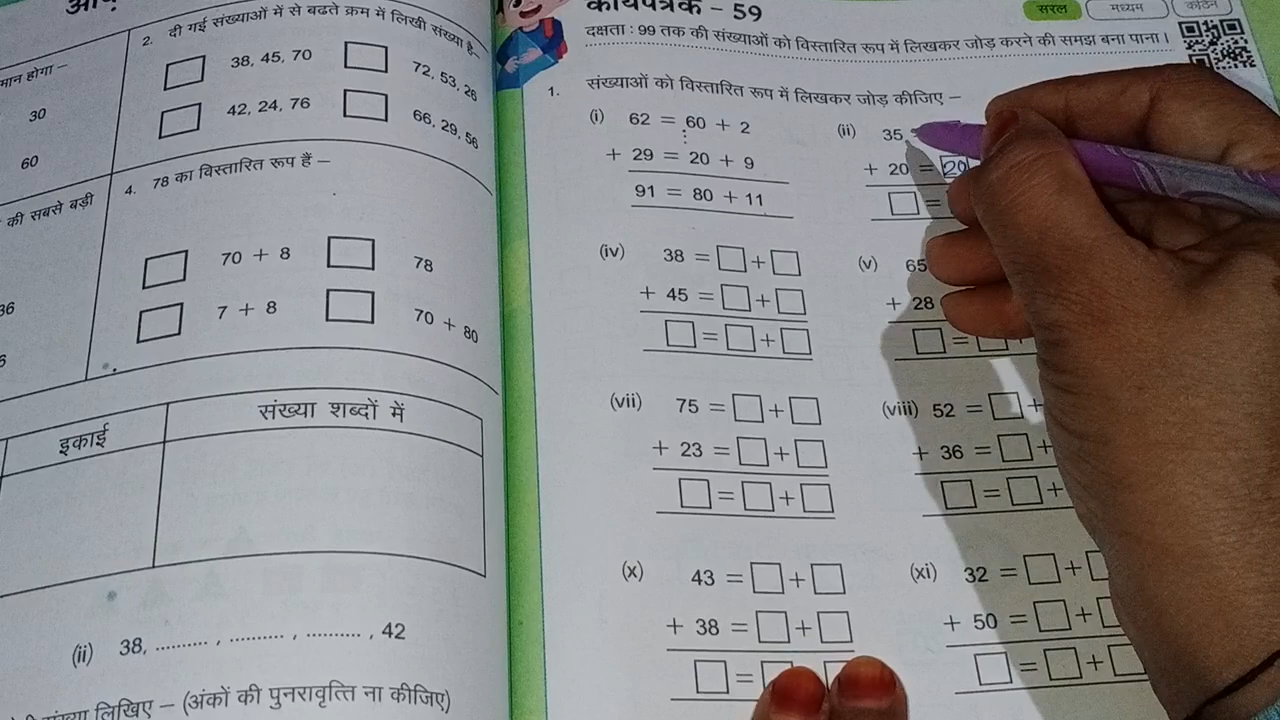 2. दी गई संख्याओं में से बढते क्रम में लिखी संख्या है–
मान होगा –
38, 45, 70
72, 53, 26
30
42, 24, 76
66, 29, 56
60
4. 78 का विस्तारित रूप हैं –
की सबसे बड़ी
70 + 8
78
36
7 + 8
70 + 80
इकाई
संख्या शब्दों में
(ii) 38, .......... , .......... , .......... , 42
लिखिए – (अंकों की पुनरावृत्ति ना कीजिए)
कार्यपत्रक – 59
सरल
मध्यम
कठिन
दक्षता : 99 तक की संख्याओं को विस्तारित रूप में लिखकर जोड़ करने की समझ बना पाना।
1. संख्याओं को विस्तारित रूप में लिखकर जोड़ कीजिए –
(i) 62 = 60 + 2
+ 29 = 20 + 9
91 = 80 + 11
(ii) 35
+ 20 = 20
□ =
(iv) 38 = □ + □
+ 45 = □ + □
□ = □ + □
(v) 65
+ 28
□ = □ +
(vii) 75 = □ + □
+ 23 = □ + □
□ = □ + □
(viii) 52 = □ +
+ 36 = □ +
□ = □ +
(x) 43 = □ + □
+ 38 = □ + □
□ = □ □
(xi) 32 = □ + □
+ 50 = □ + □
□ = □ + □